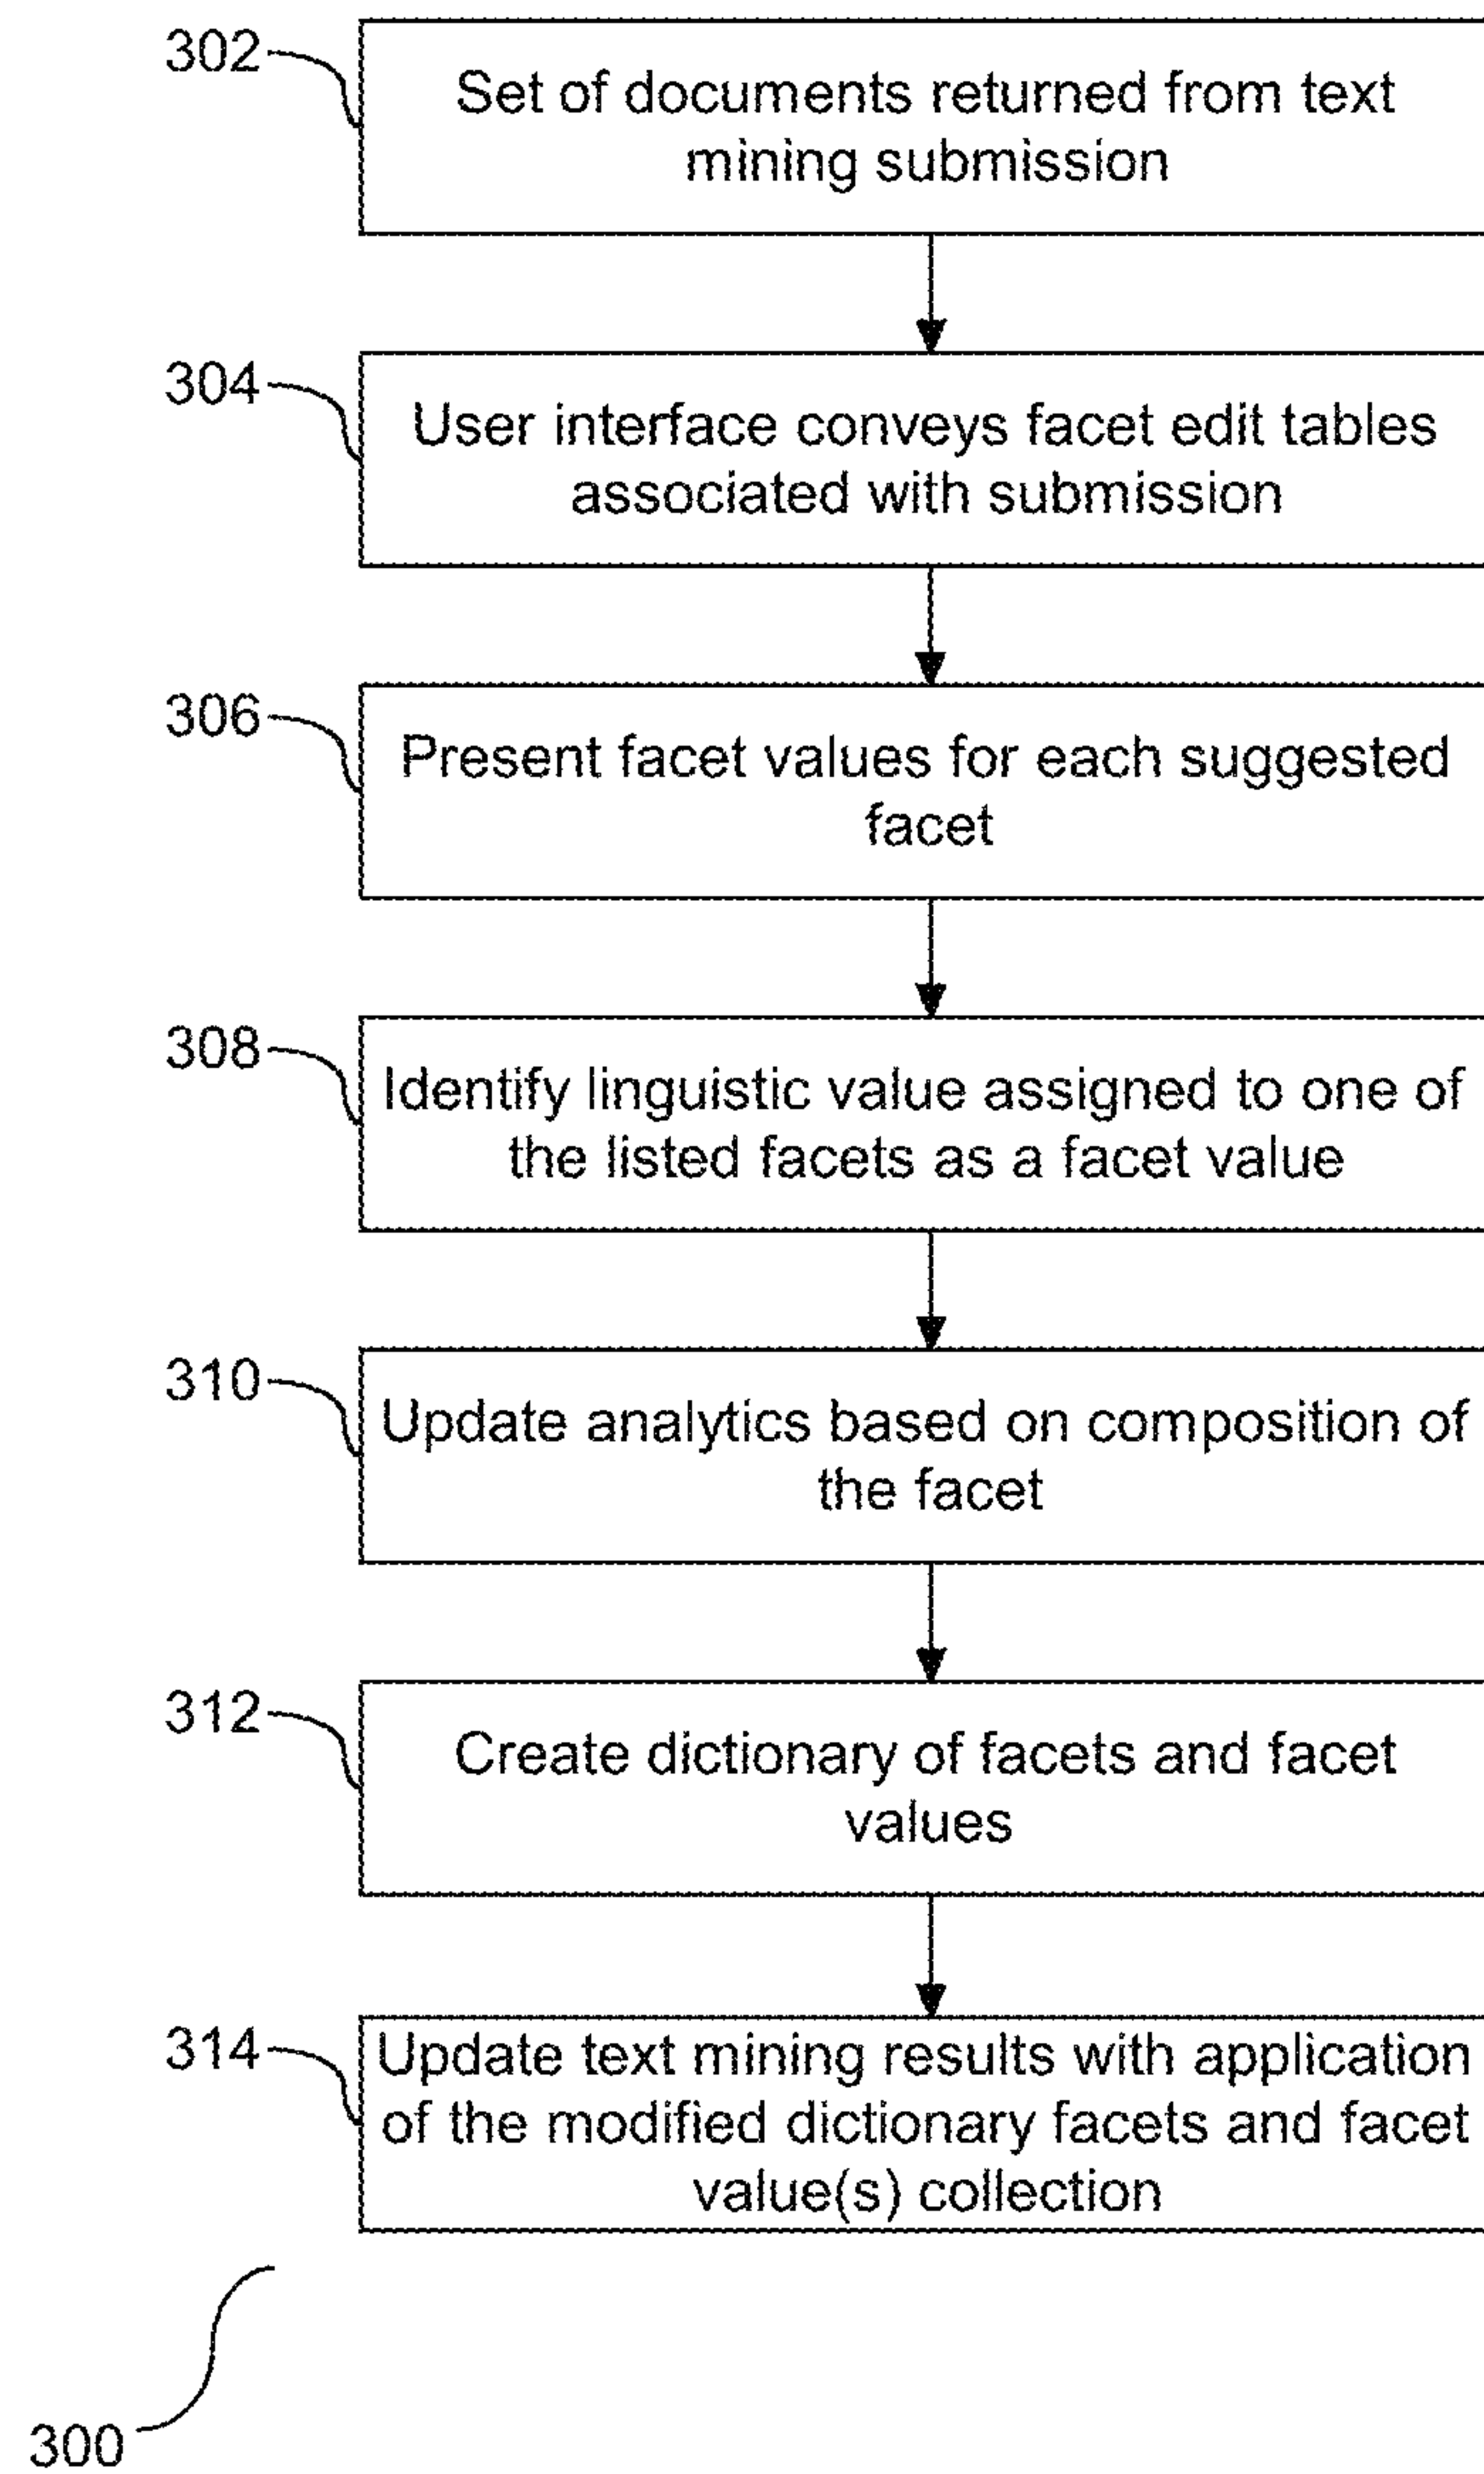 302
Set of documents returned from text
mining submission
304
User interface conveys facet edit tables
associated with submission
306
Present facet values for each suggested
facet
308
Identify linguistic value assigned to one of
the listed facets as a facet value
310
Update analytics based on composition of
the facet
312
Create dictionary of facets and facet
values
314
Update text mining results with application
of the modified dictionary facets and facet
value(s) collection
300